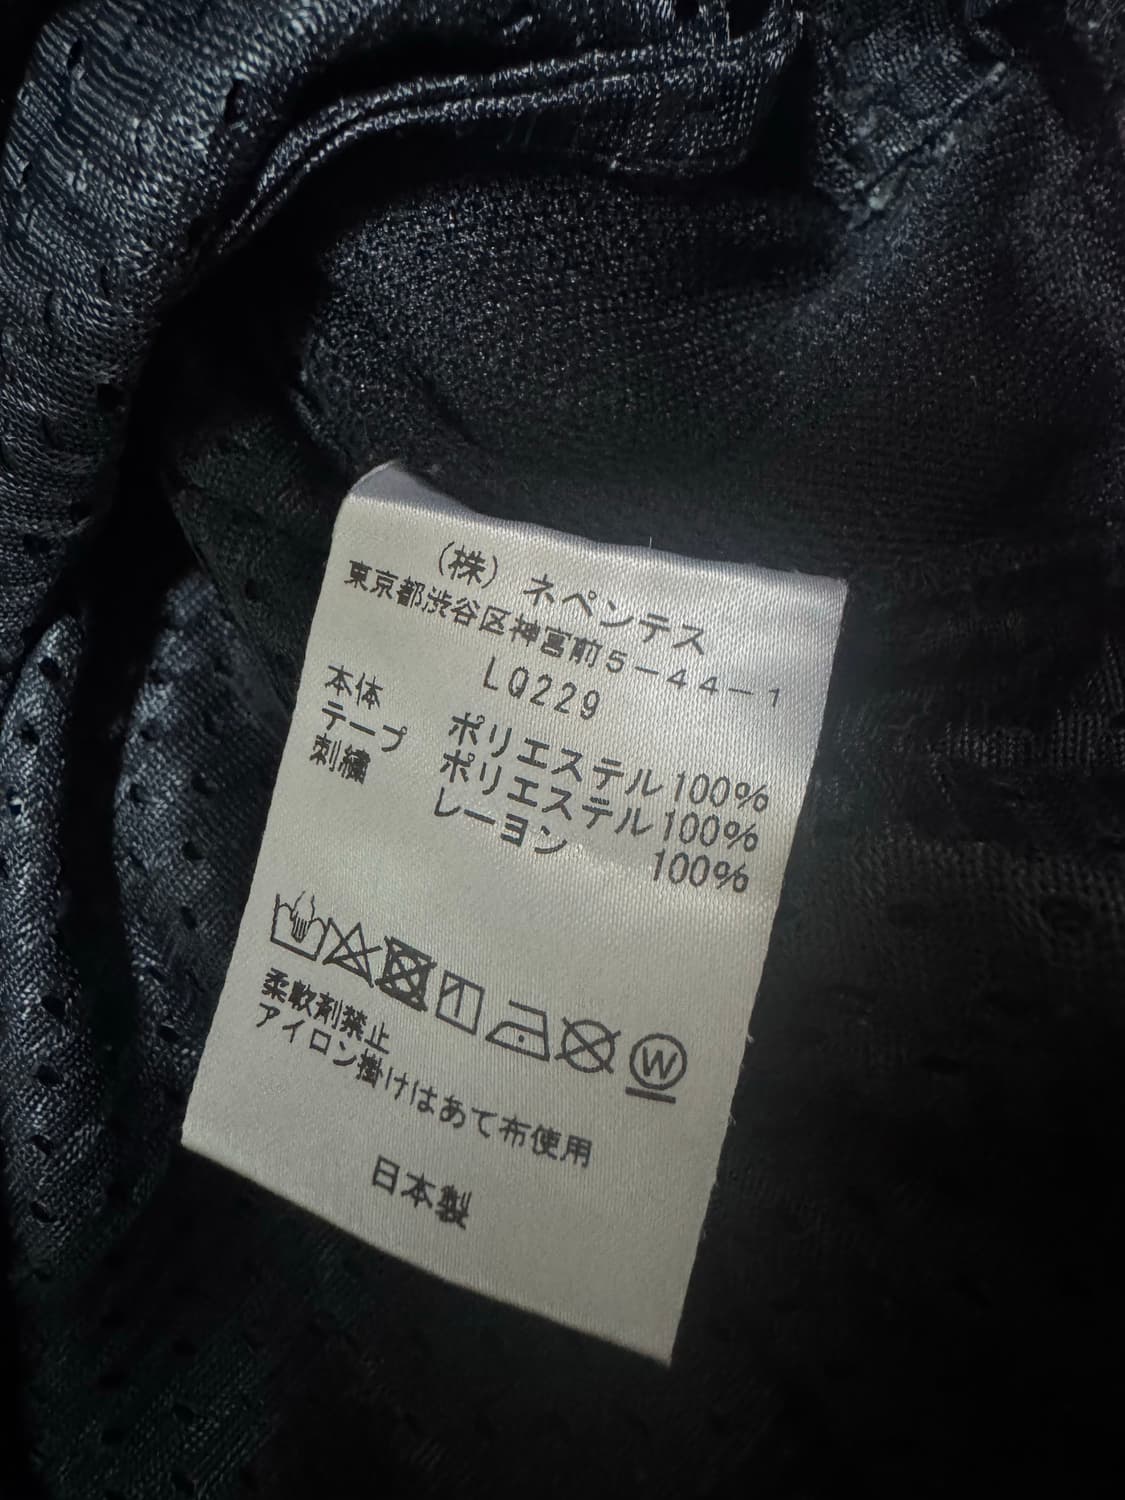 (株)ネペンテス
東京都渋谷区神宮前5-44-1
LQ229
本体 ポリエステル100%
テープ ポリエステル100%
刺繍 レーヨン 100%
W
柔軟剤禁止
アイロン掛けはあて布使用
日本製